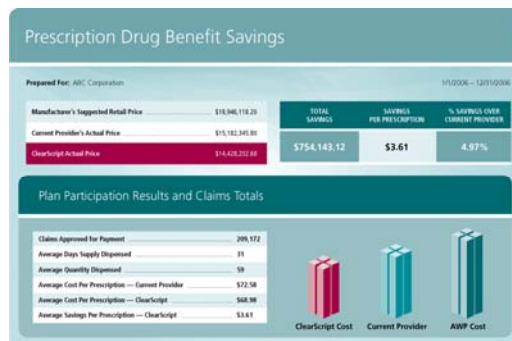 Prescription Drug Benefit Savings
Prepared For: ABC Corporation
1/1/2006 – 12/31/2006
Manufacturer's Suggested Retail Price $18,946,118.20
Current Provider's Actual Price $15,182,345.80
ClearScript Actual Price $14,428,202.68
TOTAL SAVINGS
SAVINGS PER PRESCRIPTION
% SAVINGS OVER CURRENT PROVIDER
$754,143.12
$3.61
4.97%
Plan Participation Results and Claims Totals
Claims Approved for Payment 209,172
Average Days Supply Dispensed 31
Average Quantity Dispensed 59
Average Cost Per Prescription — Current Provider $72.58
Average Cost Per Prescription — ClearScript $68.98
Average Savings Per Prescription — ClearScript $3.61
ClearScript Cost
Current Provider
AWP Cost